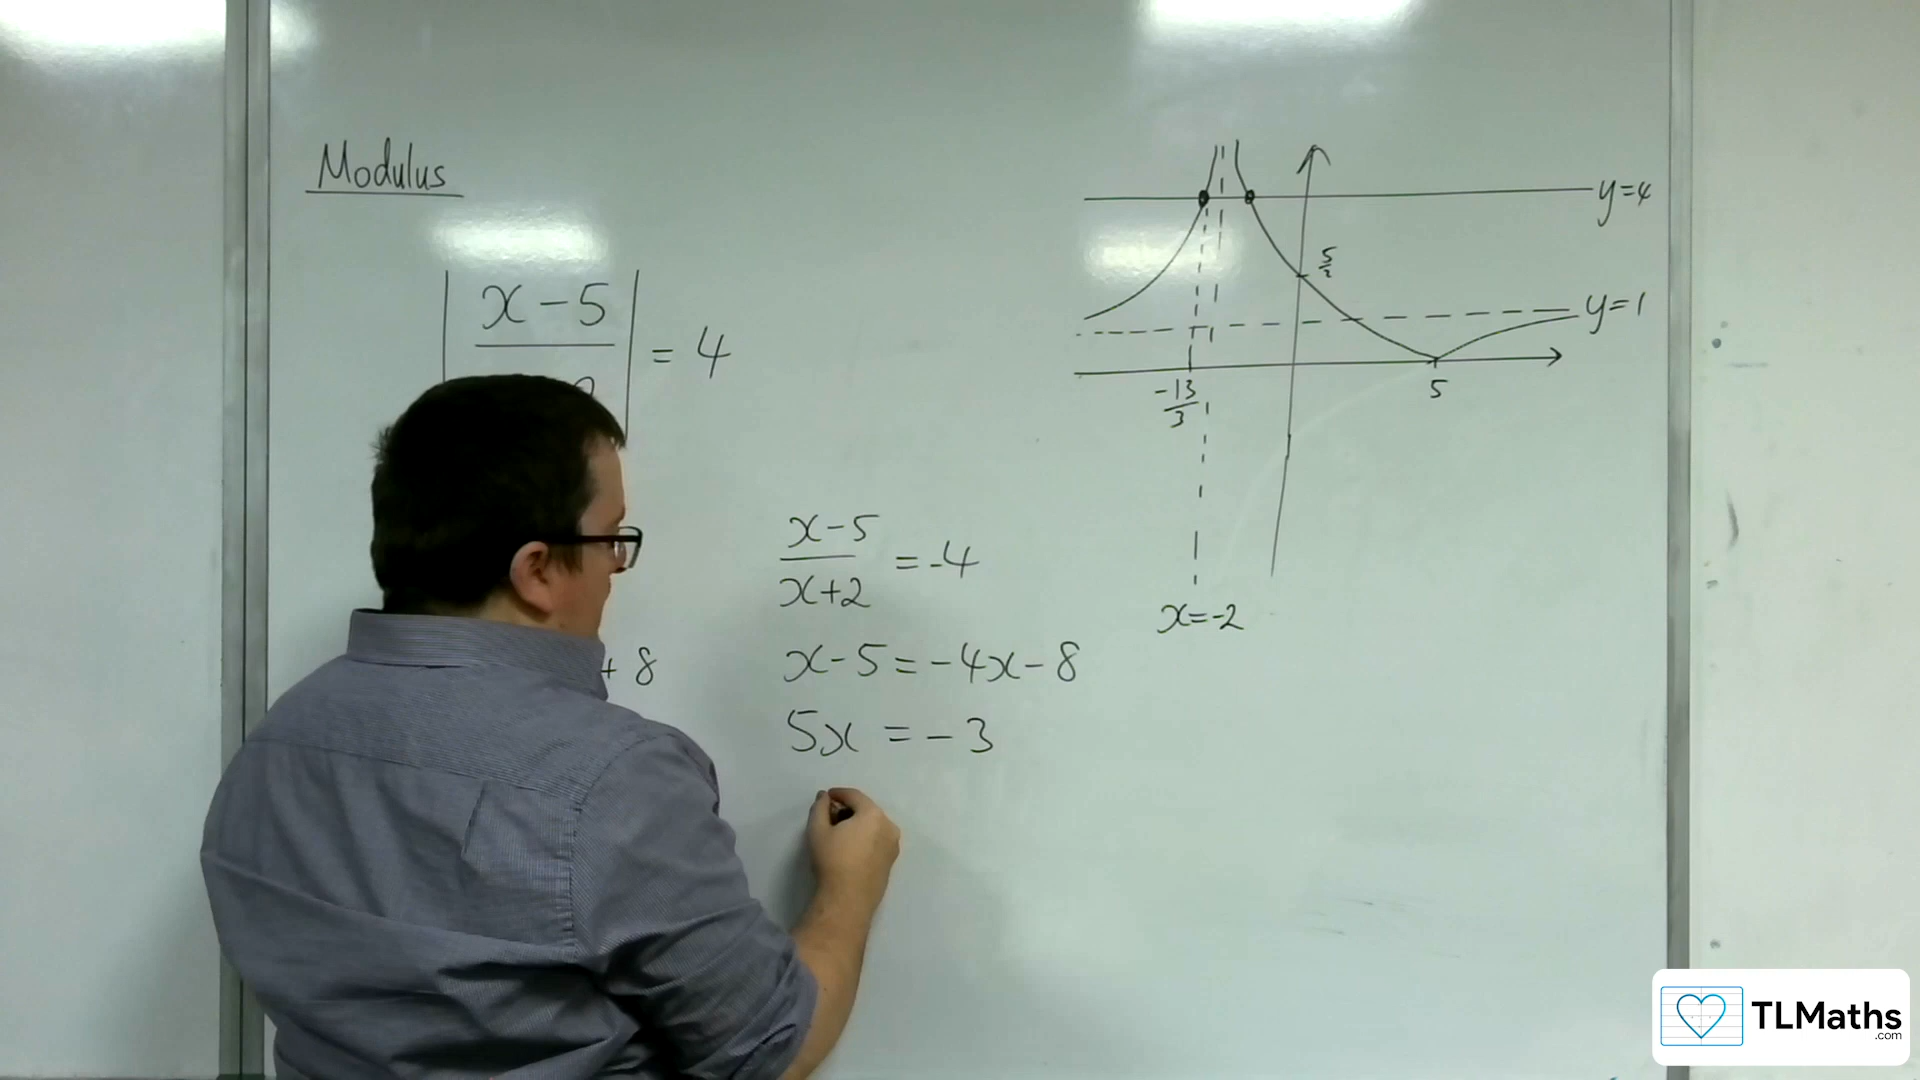 Modulus
|x-5| = 4
x-5
x+2 = -4
+ 8
x-5 = -4x-8
5x = -3
y=4
5/2
y=1
-13/3
5
x=-2
TLMaths
.com